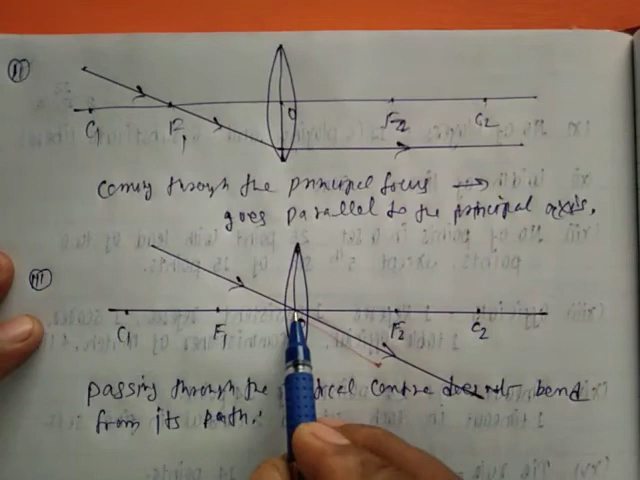 ii
C1 F1 O F2 C2
Coming through the principal focus →
goes parallel to the principal axis.
iii
C1 F1 F2 C2
passing through the centre does not bend
from its path.